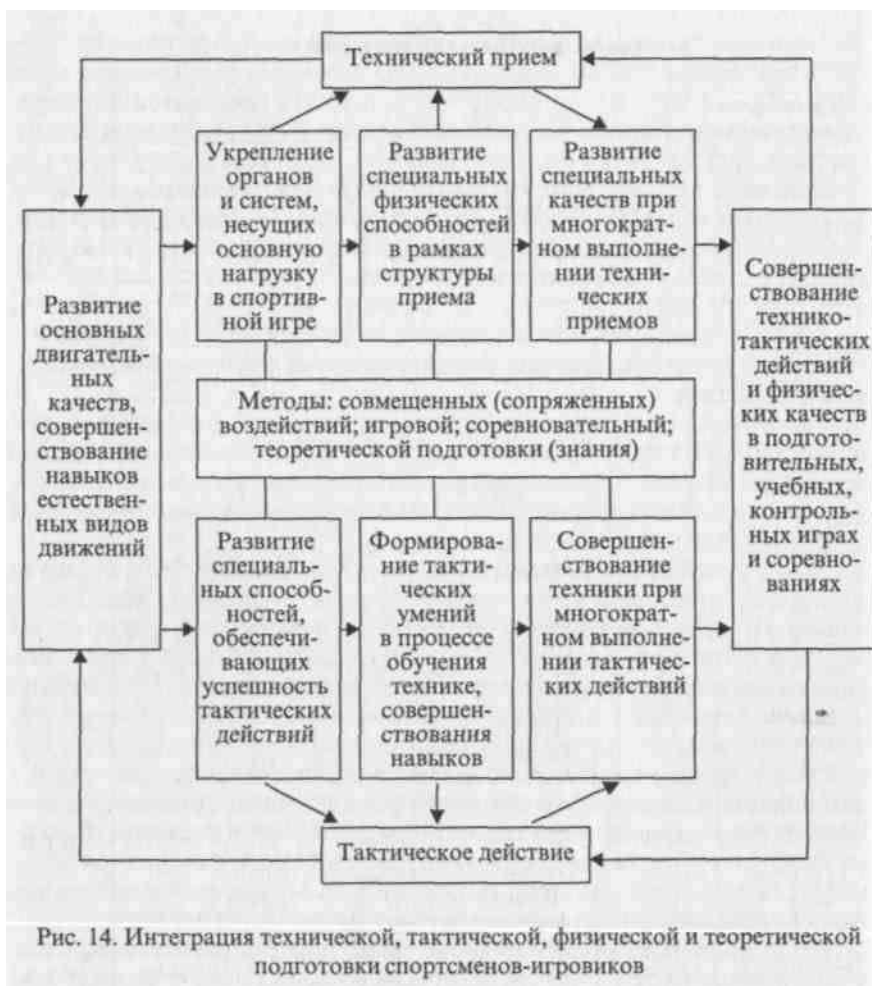 Технический прием
Укрепление
органов
и систем,
несущих
основную
нагрузку
в спортив-
ной игре
Развитие
специальных
физических
способностей
в рамках
структуры
приема
Развитие
специальных
качеств при
многократ-
ном выполне-
нии техни-
ческих
приемов
Развитие
основных
двигатель-
ных
качеств,
совершен-
ствование
навыков
естествен-
ных видов
движений
Совершен-
ствование
технико-
тактических
действий
и физичес-
ких качеств
в подгото-
вительных,
учебных,
контроль-
ных играх
и соревно-
ваниях
Методы: совмещенных (сопряженных)
воздействий; игровой; соревновательный;
теоретической подготовки (знания)
Развитие
специаль-
ных способ-
ностей,
обеспечи-
вающих
успешность
тактических
действий
Формирова-
ние такти-
ческих
умений
в процессе
обучения
технике,
совершен-
ствования
навыков
Совершен-
ствование
техники при
многократ-
ном выполне-
нии тактичес-
ких действий
Тактическое действие
Рис. 14. Интеграция технической, тактической, физической и теоретической
подготовки спортсменов-игровиков